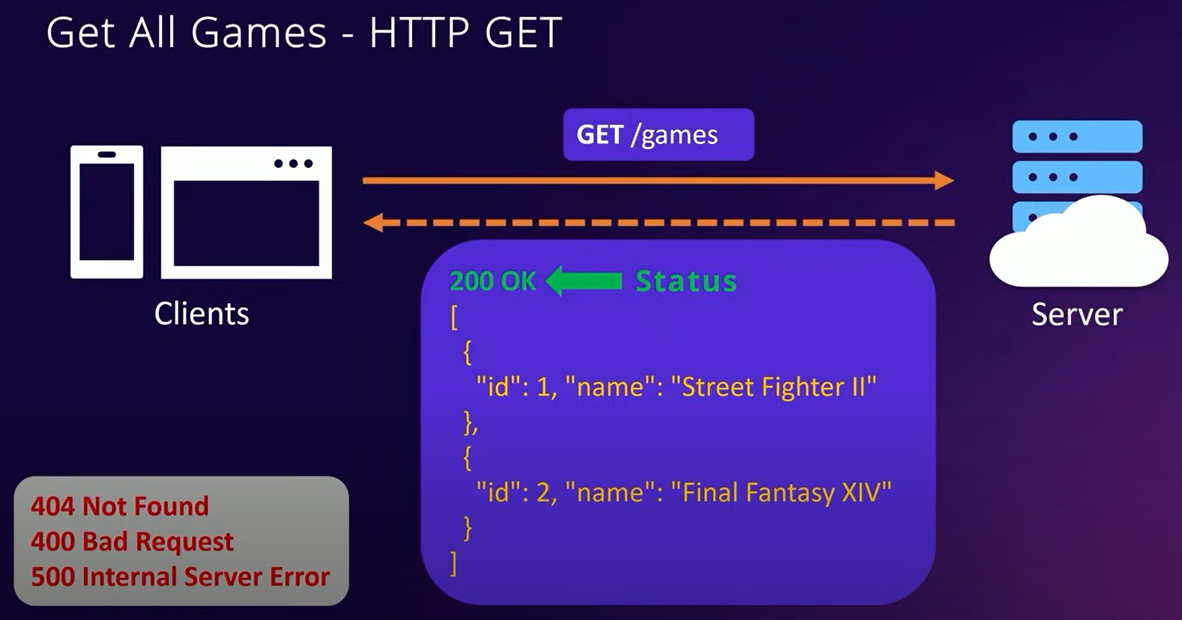 Get All Games - HTTP GET
GET /games
Clients
Server
200 OK Status
[
{
"id": 1, "name": "Street Fighter II"
},
{
"id": 2, "name": "Final Fantasy XIV"
}
]
404 Not Found
400 Bad Request
500 Internal Server Error